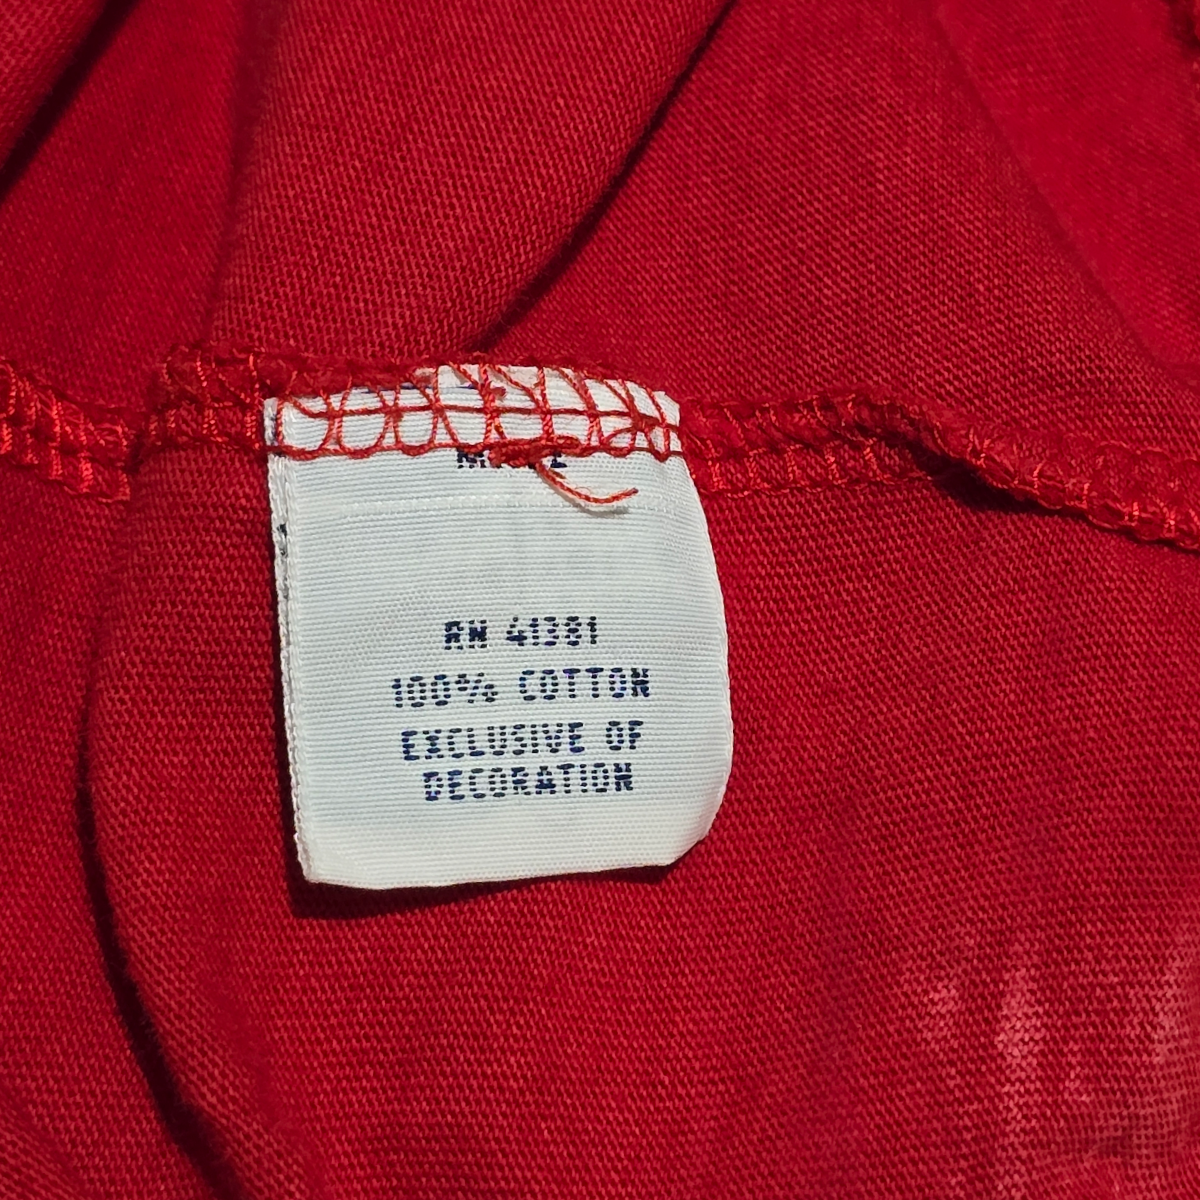 RN 41381
100% COTTON
EXCLUSIVE OF
DECORATION